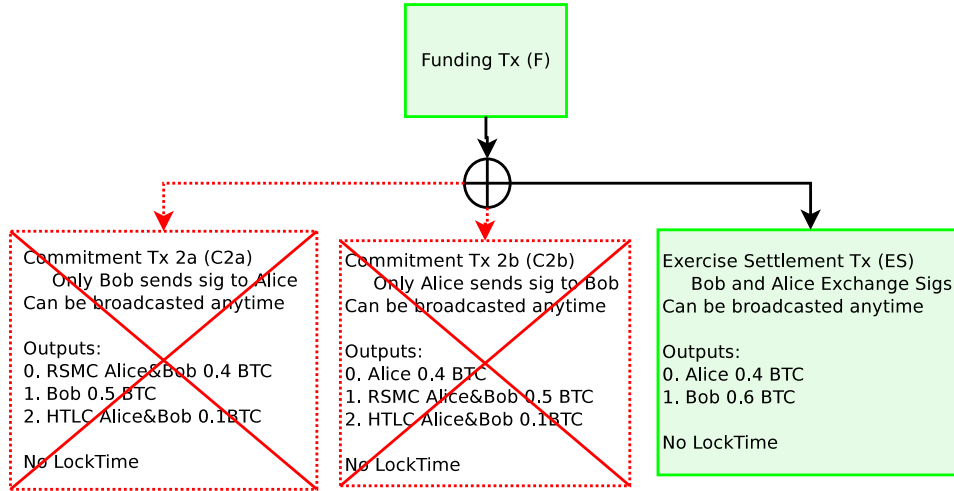 Funding Tx (F)
Commitment Tx 2a (C2a)
Only Bob sends sig to Alice
Can be broadcasted anytime
Outputs:
0. RSMC Alice&Bob 0.4 BTC
1. Bob 0.5 BTC
2. HTLC Alice&Bob 0.1BTC
No LockTime
Commitment Tx 2b (C2b)
Only Alice sends sig to Bob
Can be broadcasted anytime
Outputs:
0. Alice 0.4 BTC
1. RSMC Alice&Bob 0.5 BTC
2. HTLC Alice&Bob 0.1BTC
No LockTime
Exercise Settlement Tx (ES)
Bob and Alice Exchange Sigs
Can be broadcasted anytime
Outputs:
0. Alice 0.4 BTC
1. Bob 0.6 BTC
No LockTime